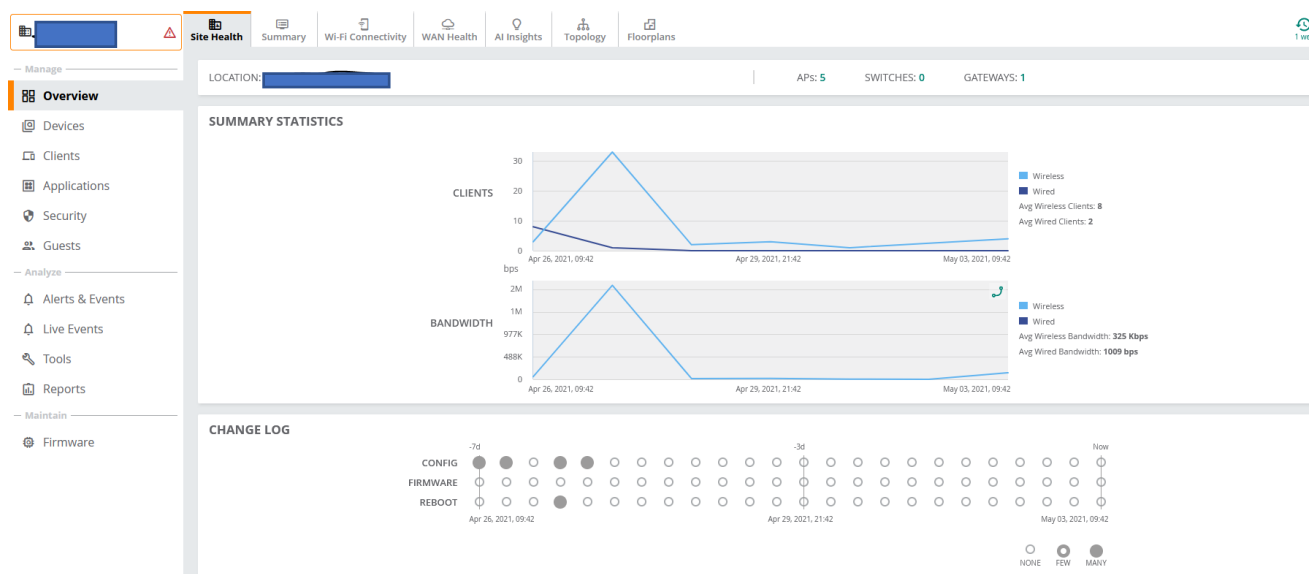 Site Health
Summary
Wi-Fi Connectivity
WAN Health
AI Insights
Topology
Floorplans
Manage
Overview
Devices
Clients
Applications
Security
Guests
Analyze
Alerts & Events
Live Events
Tools
Reports
Maintain
Firmware
LOCATION:
APs: 5 SWITCHES: 0 GATEWAYS: 1
SUMMARY STATISTICS
CLIENTS
30
20
10
0
Apr 26, 2021, 09:42 Apr 29, 2021, 21:42 May 03, 2021, 09:42
Wireless
Wired
Avg Wireless Clients: 8
Avg Wired Clients: 2
bps
BANDWIDTH
2M
1M
977K
488K
0
Apr 26, 2021, 09:42 Apr 29, 2021, 21:42 May 03, 2021, 09:42
Wireless
Wired
Avg Wireless Bandwidth: 325 Kbps
Avg Wired Bandwidth: 1009 bps
CHANGE LOG
-7d -3d Now
CONFIG
FIRMWARE
REBOOT
Apr 26, 2021, 09:42 Apr 29, 2021, 21:42 May 03, 2021, 09:42
NONE FEW MANY